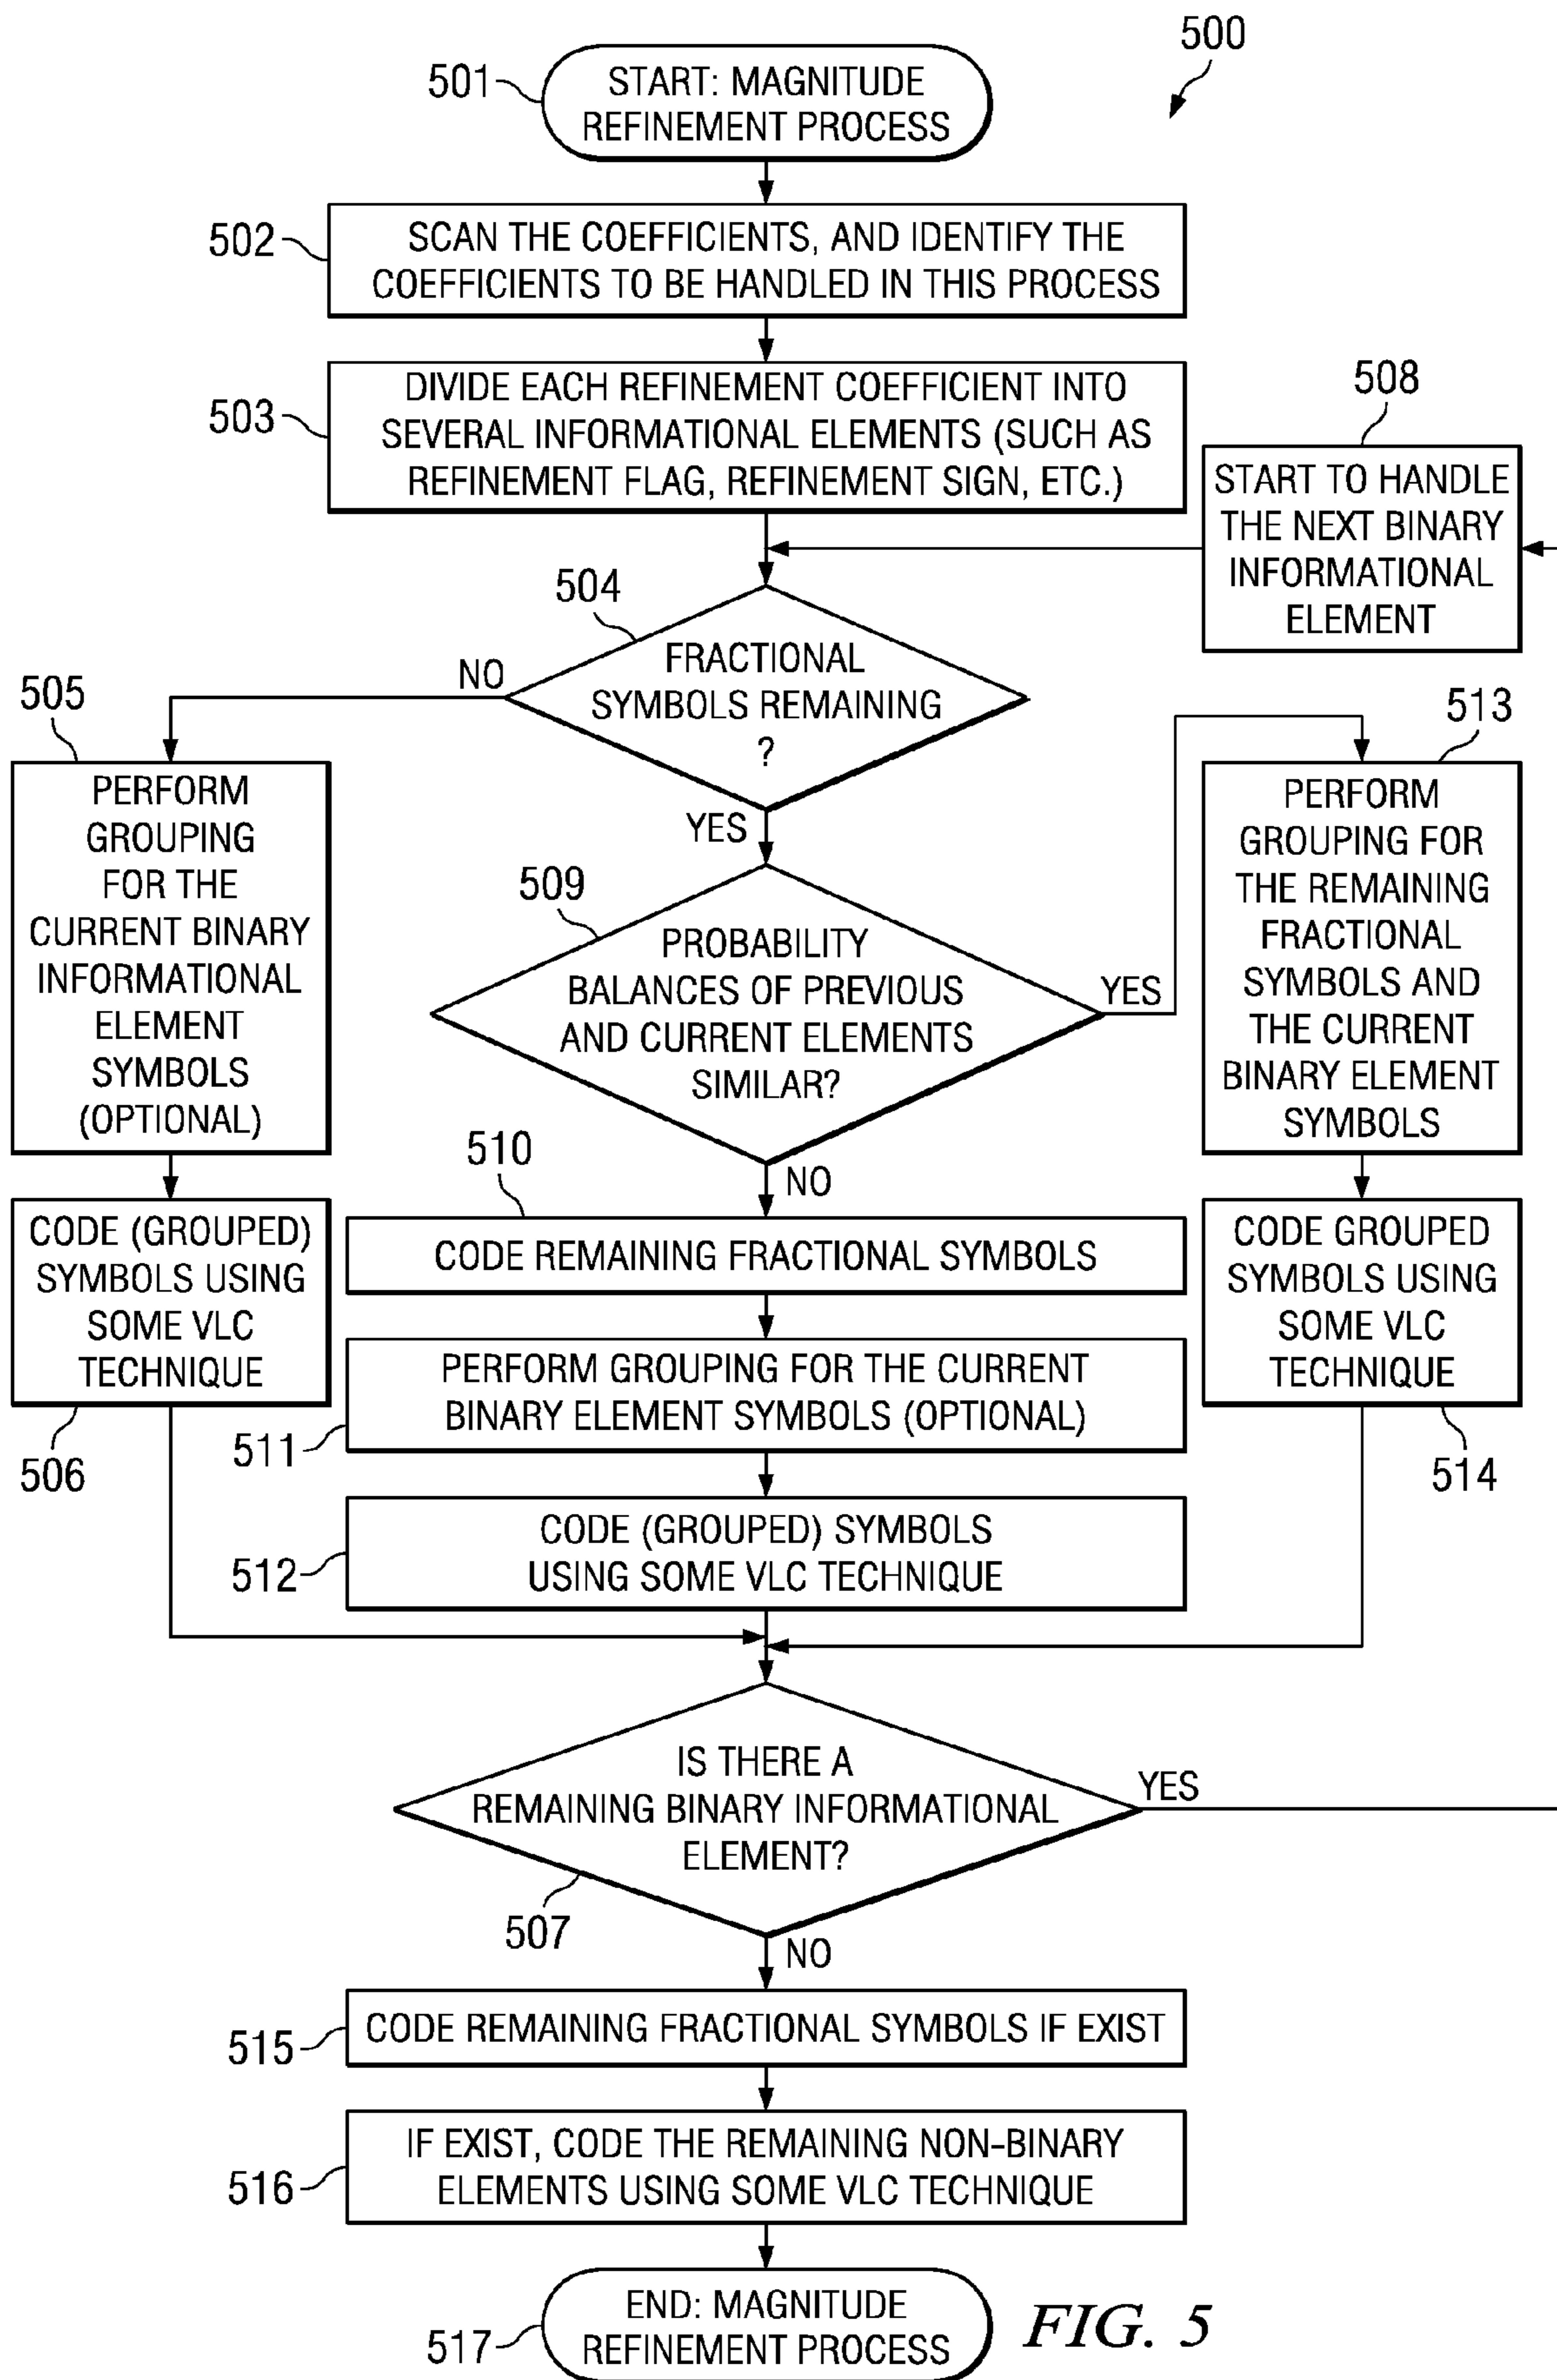 500
501
START: MAGNITUDE
REFINEMENT PROCESS
502
SCAN THE COEFFICIENTS, AND IDENTIFY THE
COEFFICIENTS TO BE HANDLED IN THIS PROCESS
503
DIVIDE EACH REFINEMENT COEFFICIENT INTO
SEVERAL INFORMATIONAL ELEMENTS (SUCH AS
REFINEMENT FLAG, REFINEMENT SIGN, ETC.)
508
START TO HANDLE
THE NEXT BINARY
INFORMATIONAL
ELEMENT
504
FRACTIONAL
SYMBOLS REMAINING
?
NO
YES
505
PERFORM
GROUPING
FOR THE
CURRENT BINARY
INFORMATIONAL
ELEMENT
SYMBOLS
(OPTIONAL)
509
PROBABILITY
BALANCES OF PREVIOUS
AND CURRENT ELEMENTS
SIMILAR?
YES
NO
513
PERFORM
GROUPING FOR
THE REMAINING
FRACTIONAL
SYMBOLS AND
THE CURRENT
BINARY ELEMENT
SYMBOLS
CODE (GROUPED)
SYMBOLS USING
SOME VLC
TECHNIQUE
506
510
CODE REMAINING FRACTIONAL SYMBOLS
PERFORM GROUPING FOR THE CURRENT
BINARY ELEMENT SYMBOLS (OPTIONAL)
511
CODE (GROUPED) SYMBOLS
USING SOME VLC TECHNIQUE
512
CODE GROUPED
SYMBOLS USING
SOME VLC
TECHNIQUE
514
IS THERE A
REMAINING BINARY INFORMATIONAL
ELEMENT?
YES
507
NO
CODE REMAINING FRACTIONAL SYMBOLS IF EXIST
515
IF EXIST, CODE THE REMAINING NON-BINARY
ELEMENTS USING SOME VLC TECHNIQUE
516
END: MAGNITUDE
REFINEMENT PROCESS
517
FIG. 5